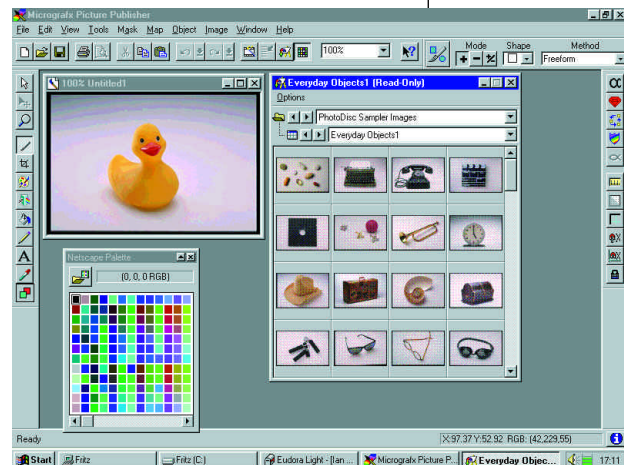 Micrografx Picture Publisher
File Edit View Tools Mask Map Object Image Window Help
100%
Mode Shape Method
Freeform
100% Untitled1
Everyday Objects1 (Read-Only)
Options
PhotoDisc Sampler Images
Everyday Objects1
Netscape Palette
(0, 0, 0 RGB)
A
Ready
X:97.37 Y:52.92 RGB: (42,229,55)
Start
Fritz
Fritz (C:)
Eudora Light - [Ian ...
Micrografx Picture P...
Everyday Objec...
17:11